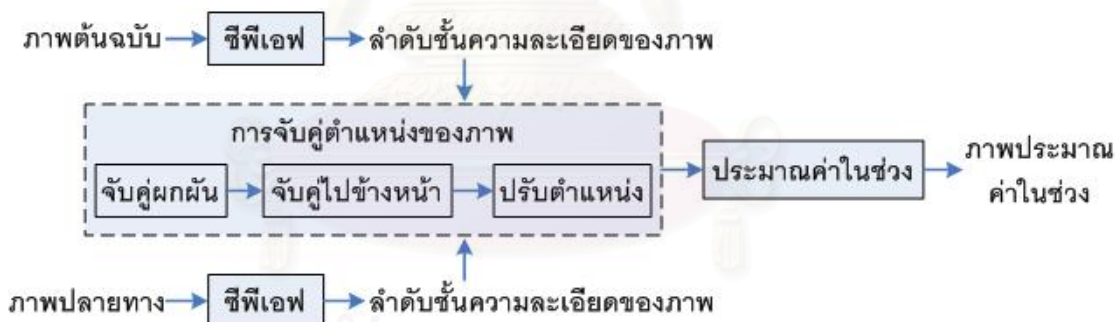 ภาพต้นฉบับ ซีพีเอฟ ลำดับชั้นความละเอียดของภาพ
การจับคู่ตำแหน่งของภาพ
จับคู่ผกผัน จับคู่ไปข้างหน้า ปรับตำแหน่ง
ประมาณค่าในช่วง
ภาพประมาณ
ค่าในช่วง
ภาพปลายทาง ซีพีเอฟ ลำดับชั้นความละเอียดของภาพ